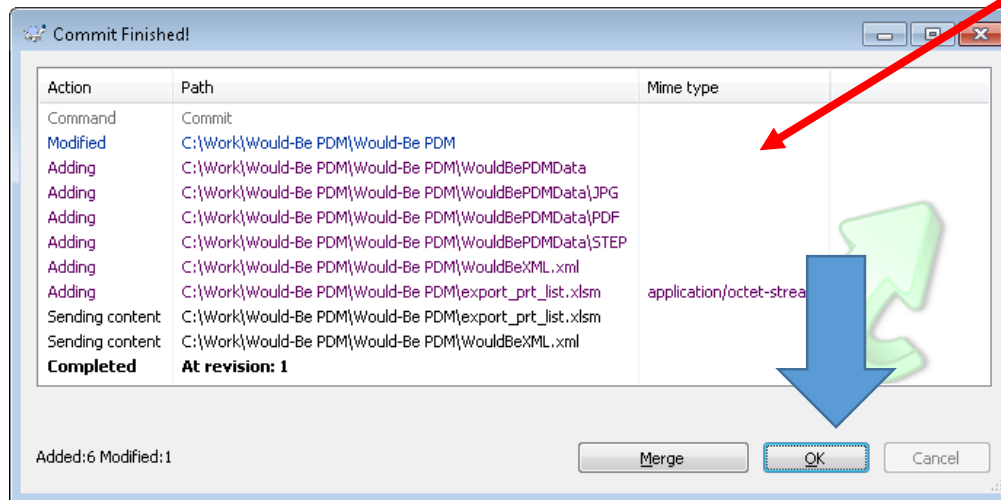 Commit Finished!
Action Path Mime type
Command Commit
Modified C:\Work\Would-Be PDM\Would-Be PDM
Adding C:\Work\Would-Be PDM\Would-Be PDM\WouldBePDMData
Adding C:\Work\Would-Be PDM\Would-Be PDM\WouldBePDMData\JPG
Adding C:\Work\Would-Be PDM\Would-Be PDM\WouldBePDMData\PDF
Adding C:\Work\Would-Be PDM\Would-Be PDM\WouldBePDMData\STEP
Adding C:\Work\Would-Be PDM\Would-Be PDM\WouldBeXML.xml
Adding C:\Work\Would-Be PDM\Would-Be PDM\export_prt_list.xlsm application/octet-strea
Sending content C:\Work\Would-Be PDM\Would-Be PDM\export_prt_list.xlsm
Sending content C:\Work\Would-Be PDM\Would-Be PDM\WouldBeXML.xml
Completed At revision: 1
Added:6 Modified:1 Merge OK Cancel